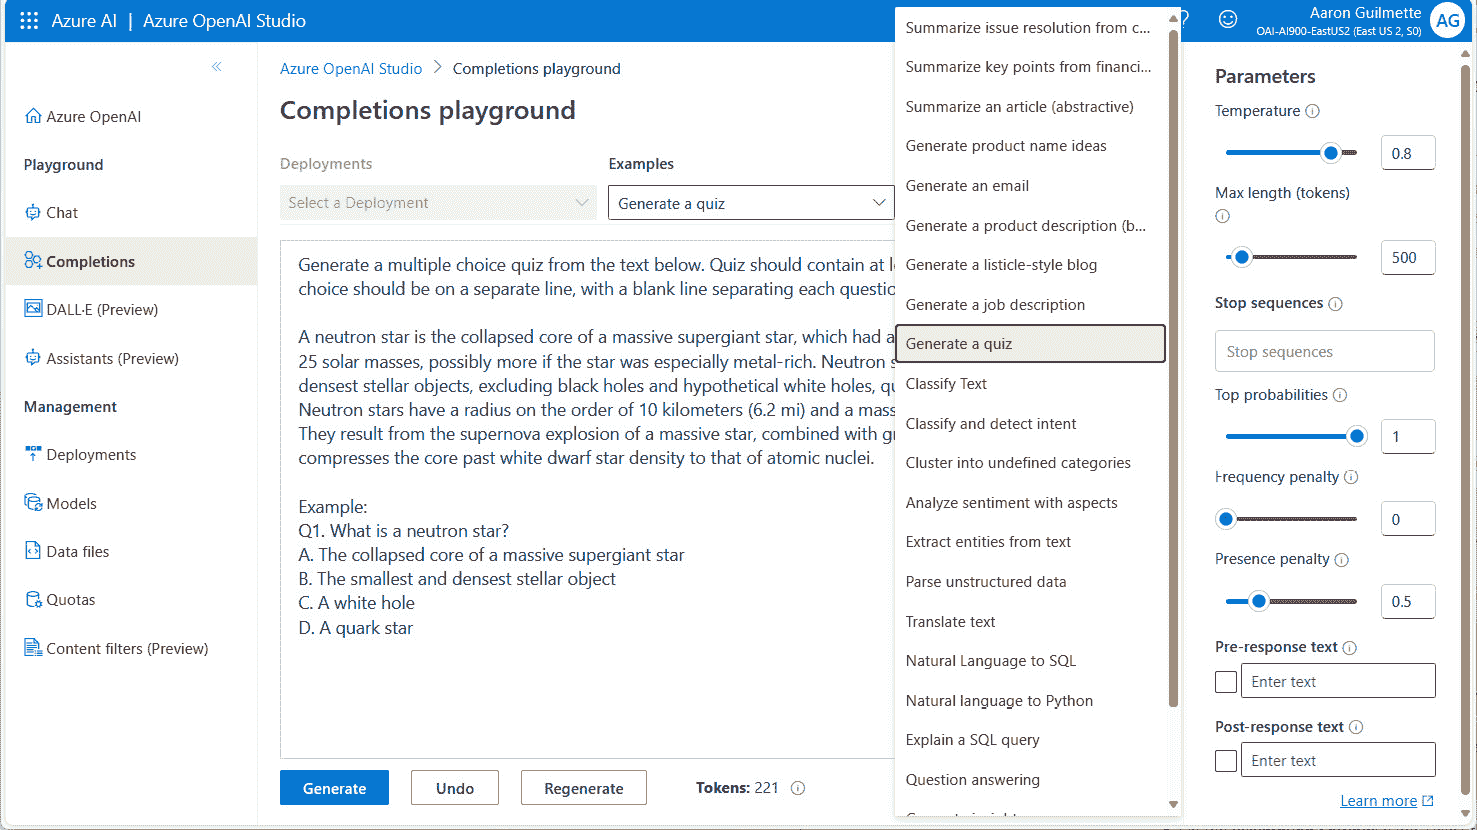 Azure AI | Azure OpenAI Studio
?
Aaron Guilmette
OAI-AI900-EastUS2 (East US 2, S0)
AG
Azure OpenAI
Playground
Chat
Completions
DALL·E (Preview)
Assistants (Preview)
Management
Deployments
Models
Data files
Quotas
Content filters (Preview)
Azure OpenAI Studio > Completions playground
Completions playground
Deployments
Select a Deployment
Examples
Generate a quiz
Generate a multiple choice quiz from the text below. Quiz should contain at
choice should be on a separate line, with a blank line separating each
A neutron star is the collapsed core of a massive supergiant star, which had a
25 solar masses, possibly more if the star was especially metal-rich. Neutron
densest stellar objects, excluding black holes and hypothetical white holes,
Neutron stars have a radius on the order of 10 kilometers (6.2 mi) and a mass
They result from the supernova explosion of a massive star, combined with
compresses the core past white dwarf star density to that of atomic nuclei.
Example:
Q1. What is a neutron star?
A. The collapsed core of a massive supergiant star
B. The smallest and densest stellar object
C. A white hole
D. A quark star
Generate
Undo
Regenerate
Tokens: 221
Summarize issue resolution from c...
Summarize key points from financi...
Summarize an article (abstractive)
Generate product name ideas
Generate an email
Generate a product description (b...
Generate a listicle-style blog
Generate a job description
Generate a quiz
Classify Text
Classify and detect intent
Cluster into undefined categories
Analyze sentiment with aspects
Extract entities from text
Parse unstructured data
Translate text
Natural Language to SQL
Natural language to Python
Explain a SQL query
Question answering
Parameters
Temperature
0.8
Max length (tokens)
500
Stop sequences
Stop sequences
Top probabilities
1
Frequency penalty
0
Presence penalty
0.5
Pre-response text
Enter text
Post-response text
Enter text
Learn more